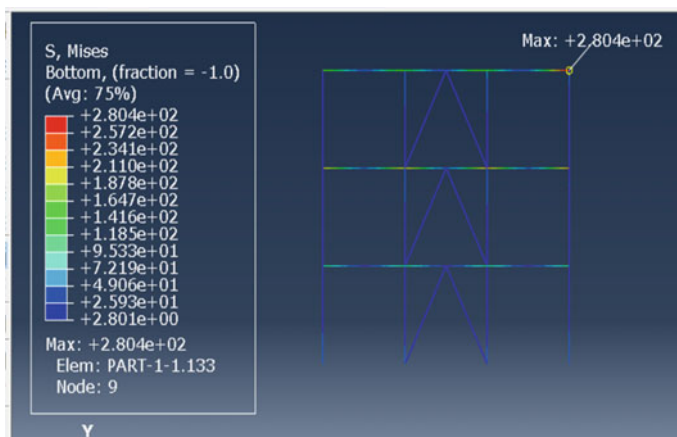 S, Mises
Bottom, (fraction = -1.0)
(Avg: 75%)
+2.804e+02
+2.572e+02
+2.341e+02
+2.110e+02
+1.878e+02
+1.647e+02
+1.416e+02
+1.185e+02
+9.533e+01
+7.219e+01
+4.906e+01
+2.593e+01
+2.801e+00
Max: +2.804e+02
Elem: PART-1-1.133
Node: 9
Max: +2.804e+02
Y